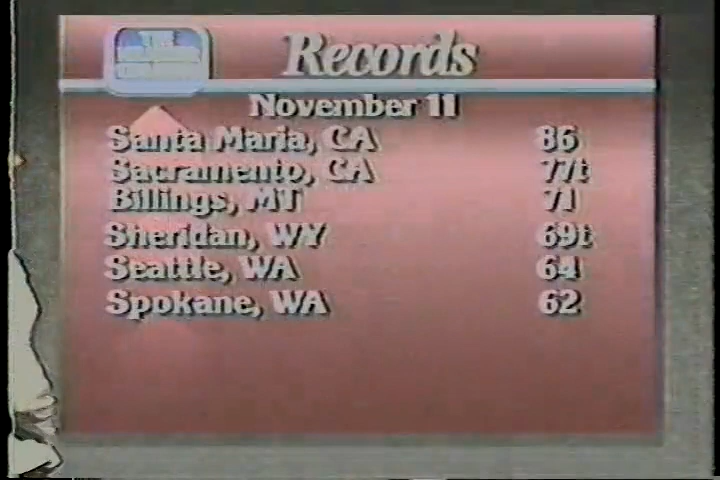 Records
November 11
Santa Maria, CA 86
Sacramento, CA 77t
Billings, MT 71
Sheridan, WY 69t
Seattle, WA 64
Spokane, WA 62